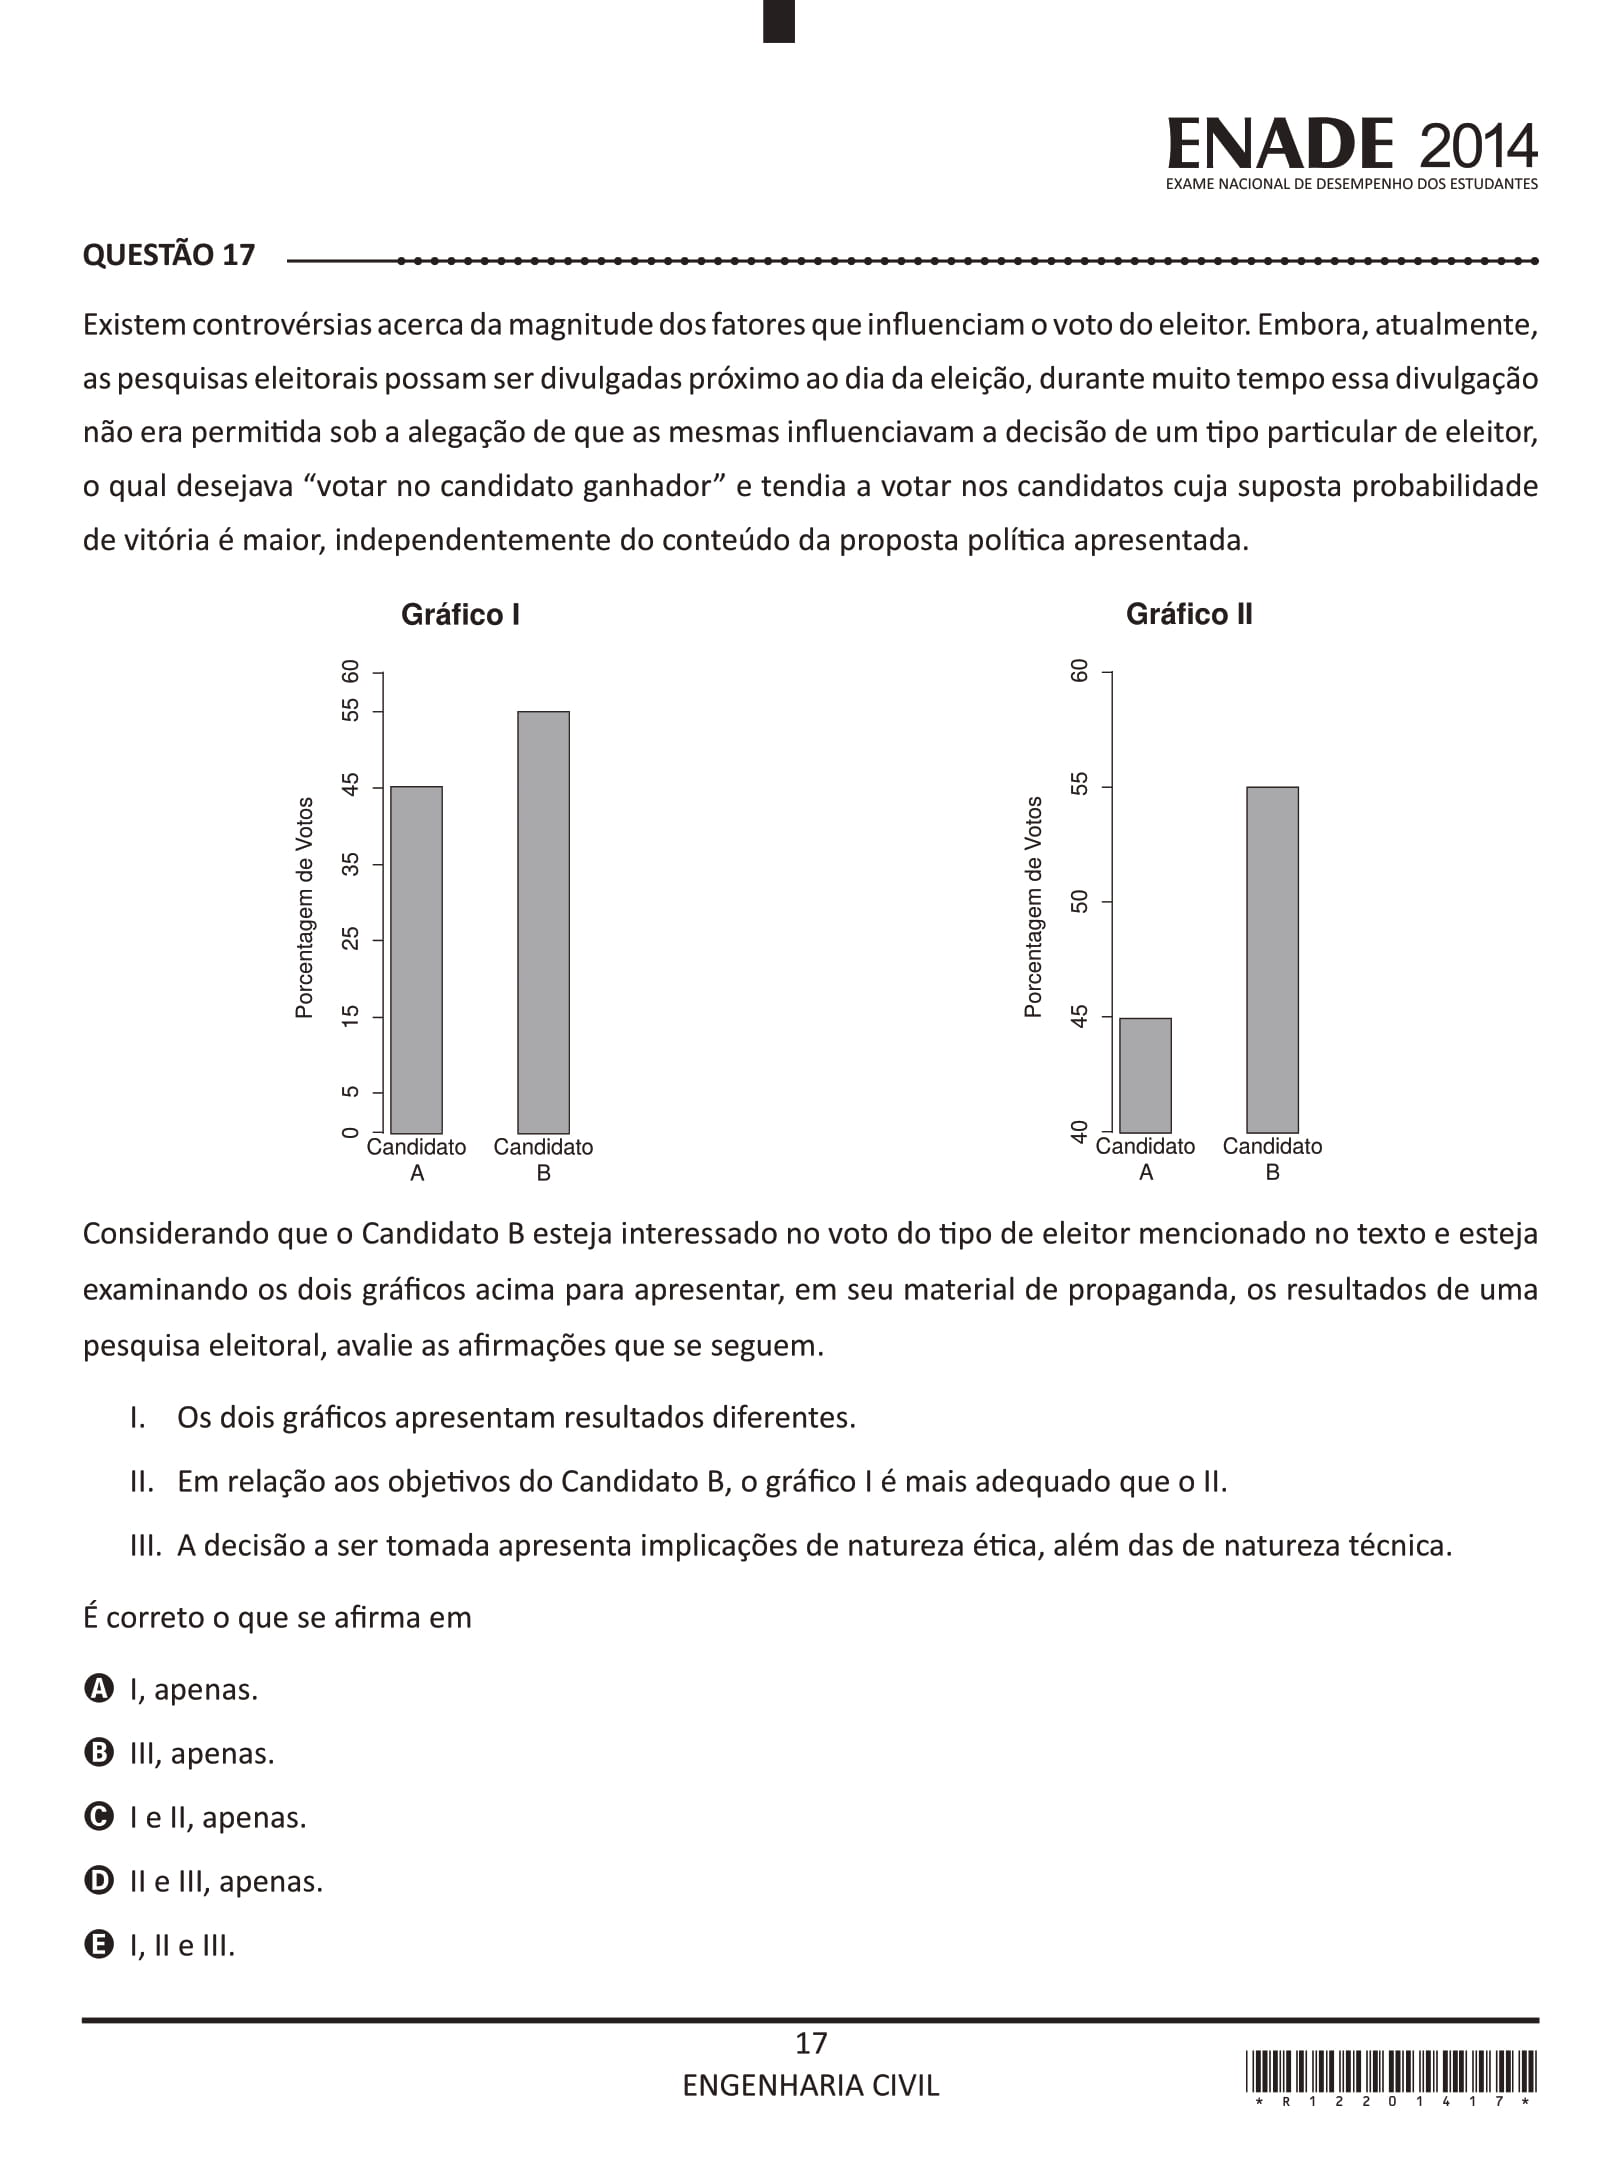 ENADE 2014
EXAME NACIONAL DE DESEMPENHO DOS ESTUDANTES
QUESTÃO 17
Existem controvérsias acerca da magnitude dos fatores que influenciam o voto do eleitor. Embora, atualmente,
as pesquisas eleitorais possam ser divulgadas próximo ao dia da eleição, durante muito tempo essa divulgação
não era permitida sob a alegação de que as mesmas influenciavam a decisão de um tipo particular de eleitor,
o qual desejava “votar no candidato ganhador” e tendia a votar nos candidatos cuja suposta probabilidade
de vitória é maior, independentemente do conteúdo da proposta política apresentada.
Gráfico I
Porcentagem de Votos
60
55
45
35
25
15
5
0
Candidato
A
Candidato
B
Gráfico II
Porcentagem de Votos
60
55
50
45
40
Candidato
A
Candidato
B
Considerando que o Candidato B esteja interessado no voto do tipo de eleitor mencionado no texto e esteja
examinando os dois gráficos acima para apresentar, em seu material de propaganda, os resultados de uma
pesquisa eleitoral, avalie as afirmações que se seguem.
I. Os dois gráficos apresentam resultados diferentes.
II. Em relação aos objetivos do Candidato B, o gráfico I é mais adequado que o II.
III. A decisão a ser tomada apresenta implicações de natureza ética, além das de natureza técnica.
É correto o que se afirma em
A I, apenas.
B III, apenas.
C I e II, apenas.
D II e III, apenas.
E I, II e III.
17
ENGENHARIA CIVIL
*R12201417*